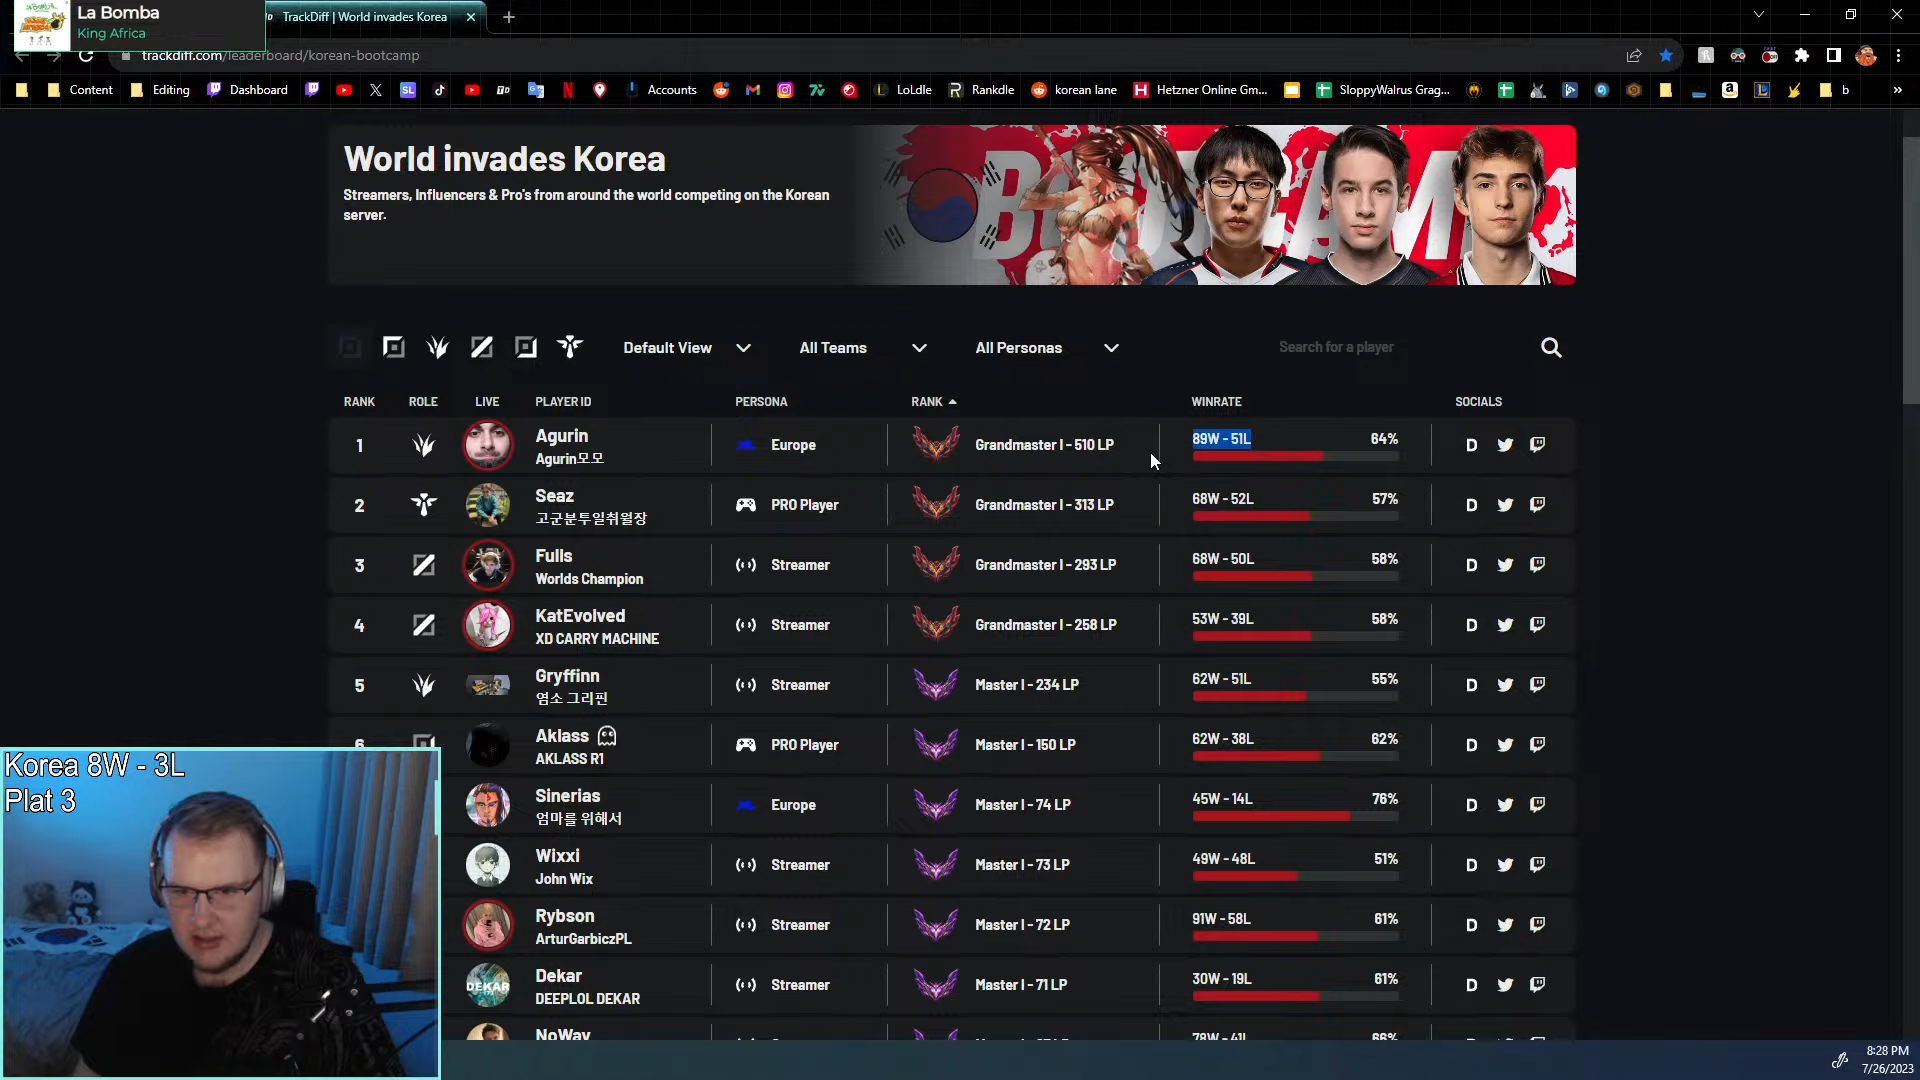 La Bomba
King Africa
TrackDiff | World invades Korea
trackdiff.com/leaderboard/korean-bootcamp
Content Editing Dashboard Accounts LoLdle Rankdle korean lane Hetzner Online Gm... SloppyWalrus Grag... b
World invades Korea
Streamers, Influencers & Pro's from around the world competing on the Korean
server.
Default View All Teams All Personas Search for a player
RANK ROLE LIVE PLAYER ID PERSONA RANK WINRATE SOCIALS
1 Agurin Agurin모모 Europe Grandmaster I - 510 LP 89W - 51L 64%
2 Seaz 고군분투일취월장 PRO Player Grandmaster I - 313 LP 68W - 52L 57%
3 Fulls Worlds Champion Streamer Grandmaster I - 293 LP 68W - 50L 58%
4 KatEvolved XD CARRY MACHINE Streamer Grandmaster I - 258 LP 53W - 39L 58%
5 Gryffinn 염소 그리핀 Streamer Master I - 234 LP 62W - 51L 55%
6 Aklass AKLASS R1 PRO Player Master I - 150 LP 62W - 38L 62%
Sinerias 엄마를 위해서 Europe Master I - 74 LP 45W - 14L 76%
Wixxi John Wix Streamer Master I - 73 LP 49W - 48L 51%
Rybson ArturGarbiczPL Streamer Master I - 72 LP 91W - 58L 61%
DEKAR Dekar DEEPLOL DEKAR Streamer Master I - 71 LP 30W - 19L 61%
NoWay 78W - 41L 66%
Korea 8W - 3L
Plat 3
8:28 PM
7/26/2023